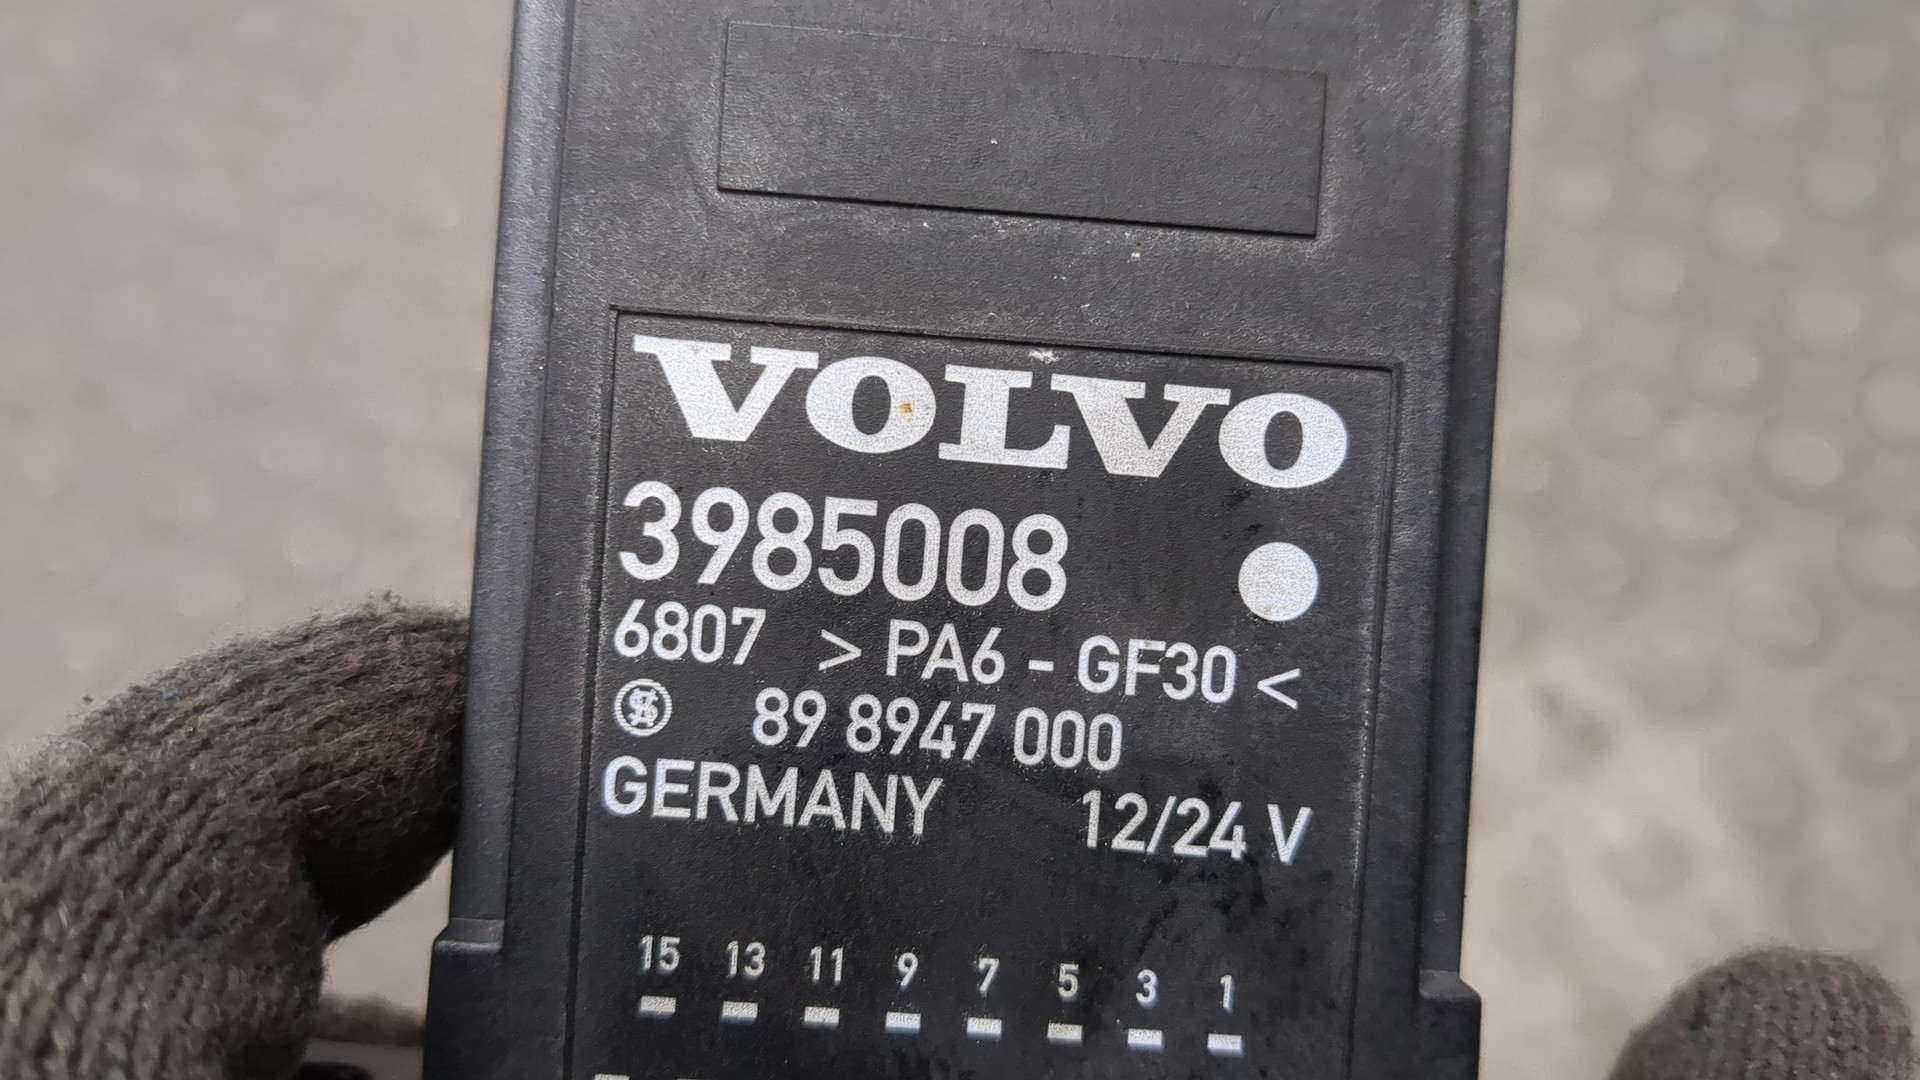 VOLVO
3985008
6807 > PA6 - GF30 <
89 8947 000
GERMANY 12/24 V
15 13 11 9 7 5 3 1